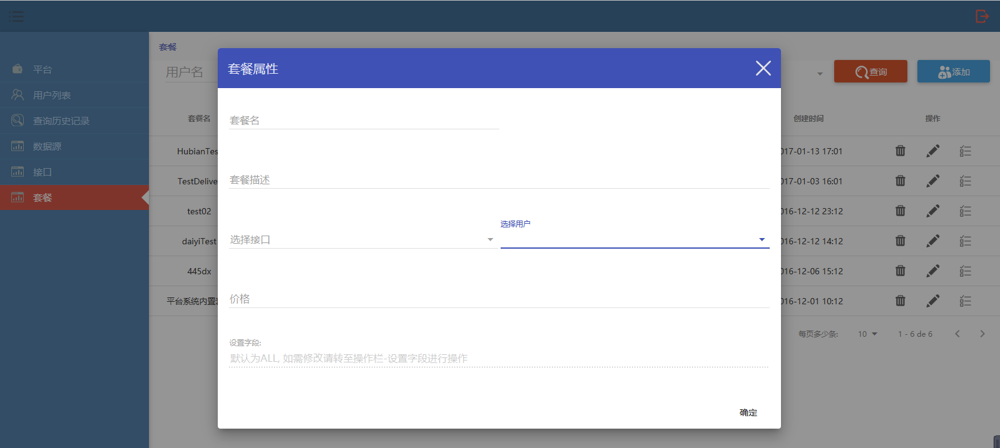 平台
用户列表
查询历史记录
数据源
接口
套餐
套餐
用户名
查询
添加
套餐名
创建时间
操作
HubianTes
017-01-13 17:01
TestDelive
017-01-03 16:01
test02
016-12-12 23:12
daiyiTest
016-12-12 14:12
445dx
016-12-06 15:12
平台系统内置
016-12-01 10:12
每页多少条:
10
1 - 6 de 6
套餐属性
套餐名
套餐描述
选择接口
选择用户
价格
设置字段:
默认为ALL, 如需修改请转至操作栏-设置字段进行操作
确定